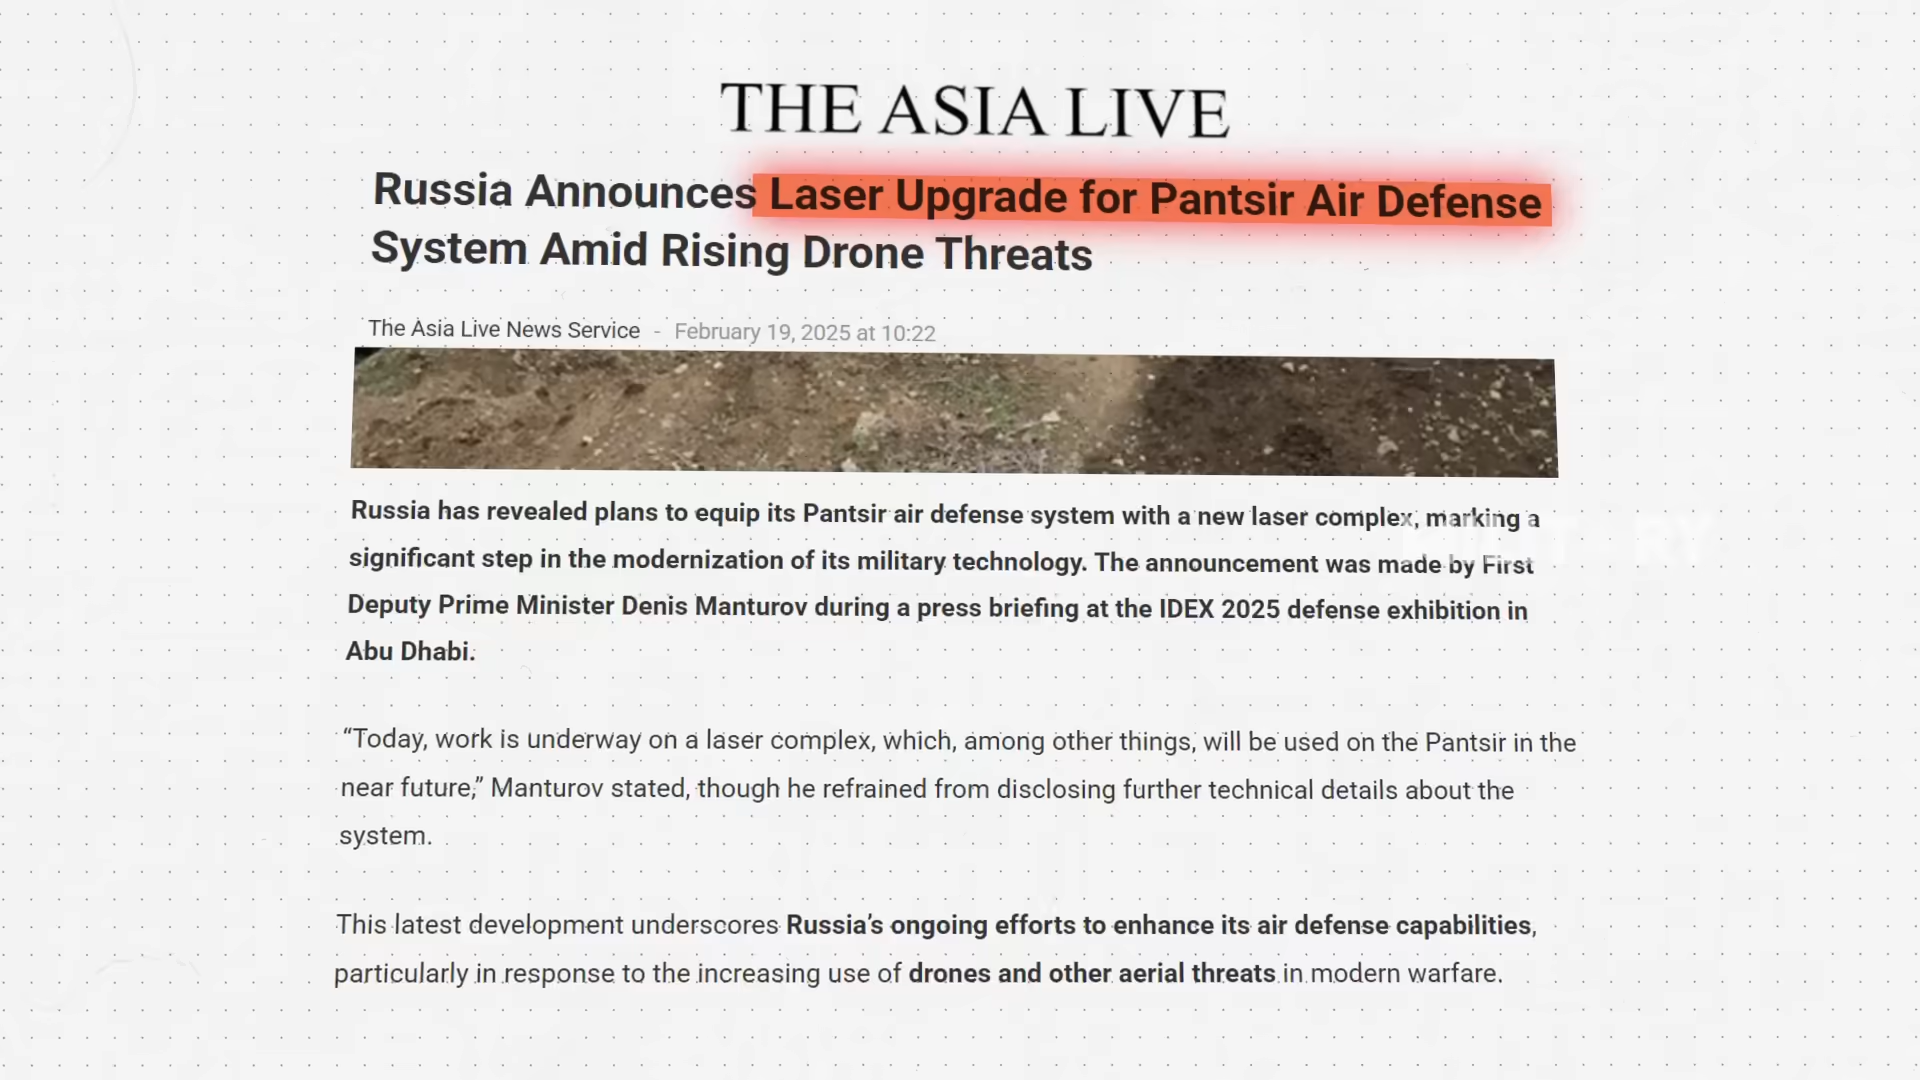 THE ASIA LIVE
Russia Announces Laser Upgrade for Pantsir Air Defense
System Amid Rising Drone Threats
The Asia Live News Service - February 19, 2025 at 10:22
Russia has revealed plans to equip its Pantsir air defense system with a new laser complex, marking a
significant step in the modernization of its military technology. The announcement was made by First
Deputy Prime Minister Denis Manturov during a press briefing at the IDEX 2025 defense exhibition in
Abu Dhabi.
“Today, work is underway on a laser complex, which, among other things, will be used on the Pantsir in the
near future,” Manturov stated, though he refrained from disclosing further technical details about the
system.
This latest development underscores Russia’s ongoing efforts to enhance its air defense capabilities,
particularly in response to the increasing use of drones and other aerial threats in modern warfare.